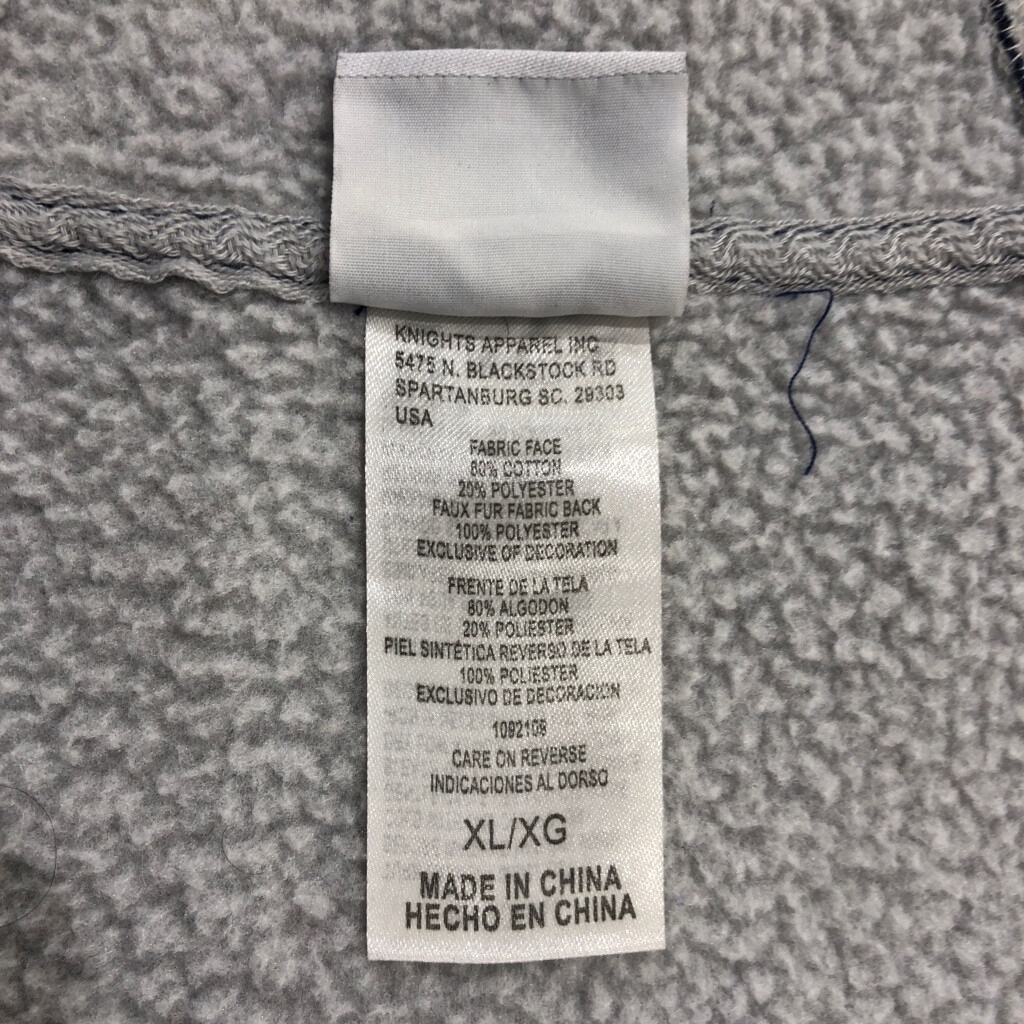 KNIGHTS APPAREL INC
5475 N. BLACKSTOCK RD
SPARTANBURG SC. 29303
USA
FABRIC FACE
80% COTTON
20% POLYESTER
FAUX FUR FABRIC BACK
100% POLYESTER
EXCLUSIVE OF DECORATION
FRENTE DE LA TELA
80% ALGODON
20% POLIESTER
PIEL SINTÉTICA REVERSO DE LA TELA
100% POLIESTER
EXCLUSIVO DE DECORACION
1092109
CARE ON REVERSE
INDICACIONES AL DORSO
XL/XG
MADE IN CHINA
HECHO EN CHINA